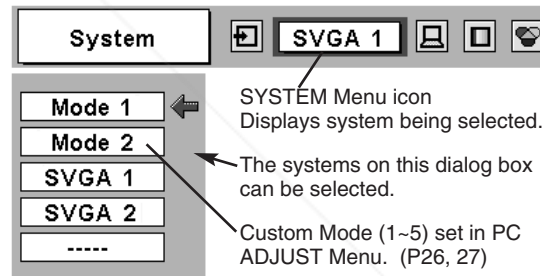 System
SVGA 1
Mode 1
Mode 2
SVGA 1
SVGA 2
-----
SYSTEM Menu icon
Displays system being selected.
The systems on this dialog box
can be selected.
Custom Mode (1~5) set in PC
ADJUST Menu. (P26, 27)